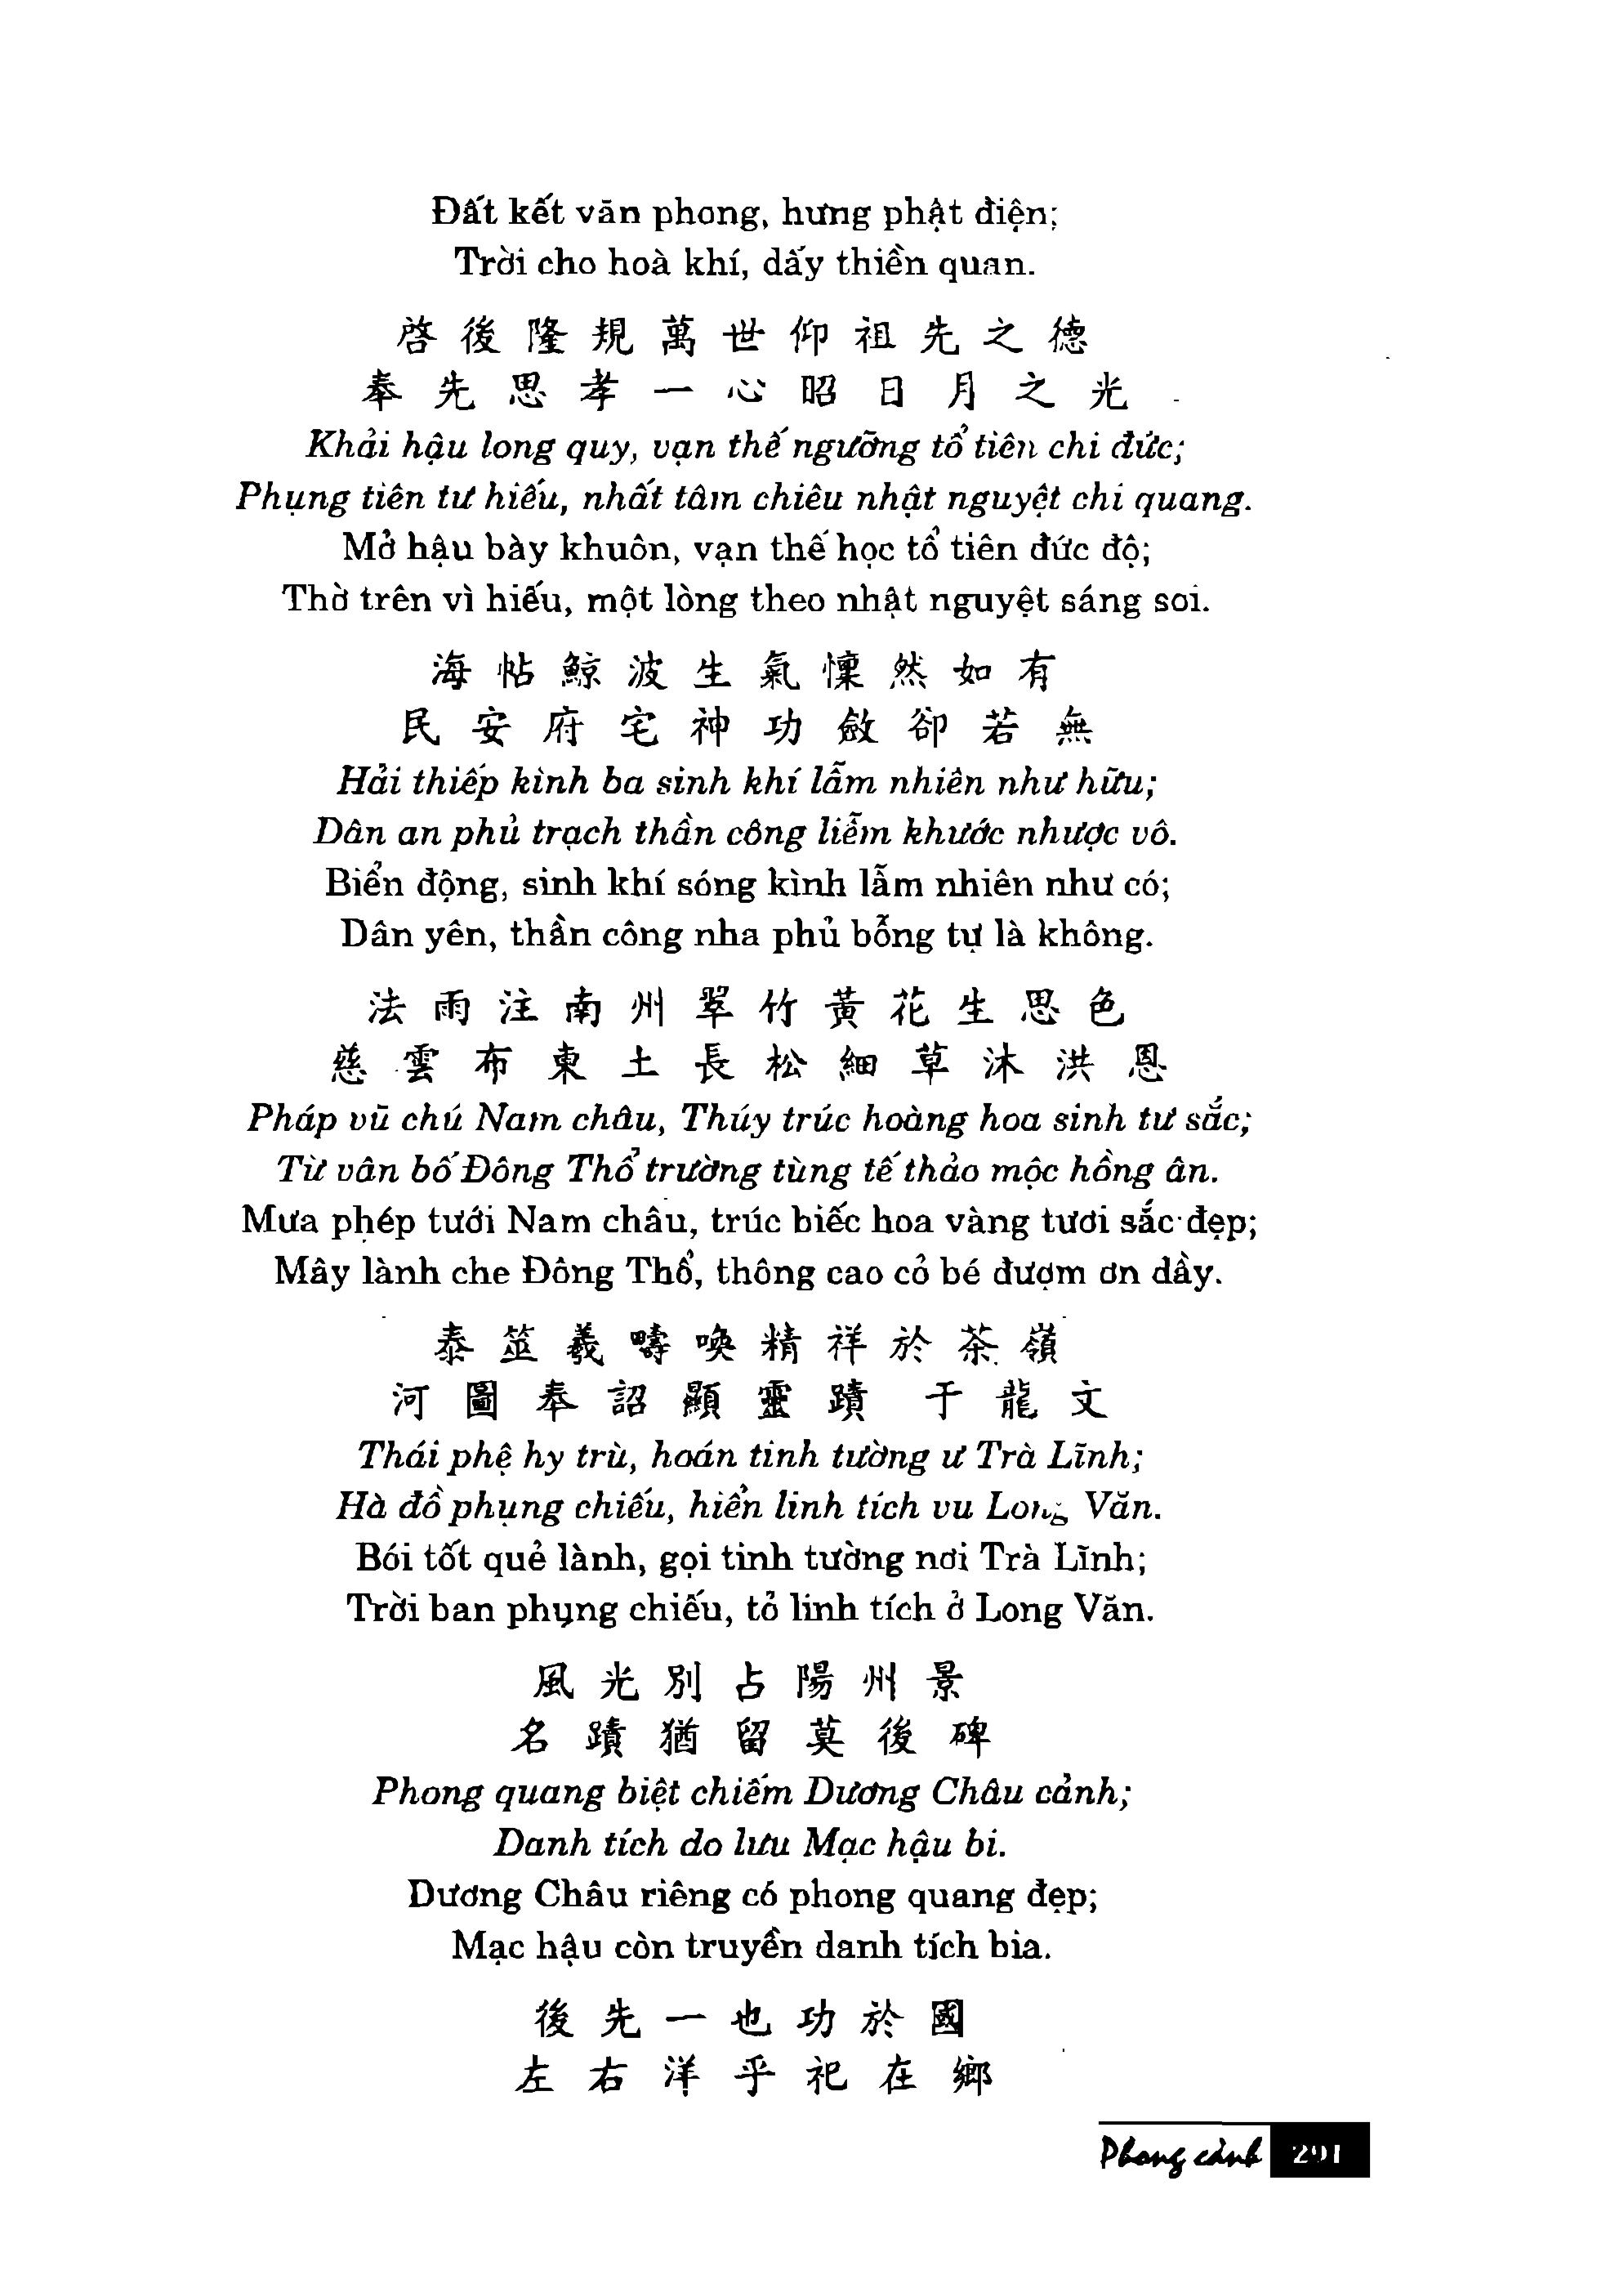 Đất kết văn phong, hưng phật điện;
Trời cho hoà khí, dấy thiền quan.
啓後隆規萬世仰祖先之德
奉先思孝一心昭日月之光
Khải hậu long quy, vạn thế ngưỡng tổ tiên chi đức;
Phụng tiên tư hiếu, nhất tâm chiêu nhật nguyệt chi quang.
Mở hậu bày khuôn, vạn thế học tổ tiên đức độ;
Thờ trên vì hiếu, một lòng theo nhật nguyệt sáng soi.
海帖鯨波生氣懍然如有
民安府宅神功斂卻若無
Hải thiếp kình ba sinh khí lẫm nhiên như hữu;
Dân an phủ trạch thần công liễm khước nhược vô.
Biển động, sinh khí sóng kình lẫm nhiên như có;
Dân yên, thần công nha phủ bỗng tự là không.
法雨注南州翠竹黃花生思色
慈雲布東土長松細草沐洪恩
Pháp vũ chú Nam châu, Thúy trúc hoàng hoa sinh tư sắc;
Từ vân bố Đông Thổ trường tùng tế thảo mộc hồng ân.
Mưa phép tưới Nam châu, trúc biếc hoa vàng tươi sắc đẹp;
Mây lành che Đông Thổ, thông cao cỏ bé đượm ơn dầy.
泰筮羲疇喚精祥於茶嶺
河圖奉詔顯靈蹟于龍文
Thái phệ hy trù, hoán tinh tường ư Trà Lĩnh;
Hà đồ phụng chiếu, hiển linh tích vu Long Văn.
Bói tốt quẻ lành, gọi tinh tường nơi Trà Lĩnh;
Trời ban phụng chiếu, tỏ linh tích ở Long Văn.
風光別占陽州景
名蹟猶留莫後碑
Phong quang biệt chiếm Dương Châu cảnh;
Danh tích do lưu Mạc hậu bi.
Dương Châu riêng có phong quang đẹp;
Mạc hậu còn truyền danh tích bia.
後先一也功於國
左右洋乎祀在鄉
Phong cảnh 291